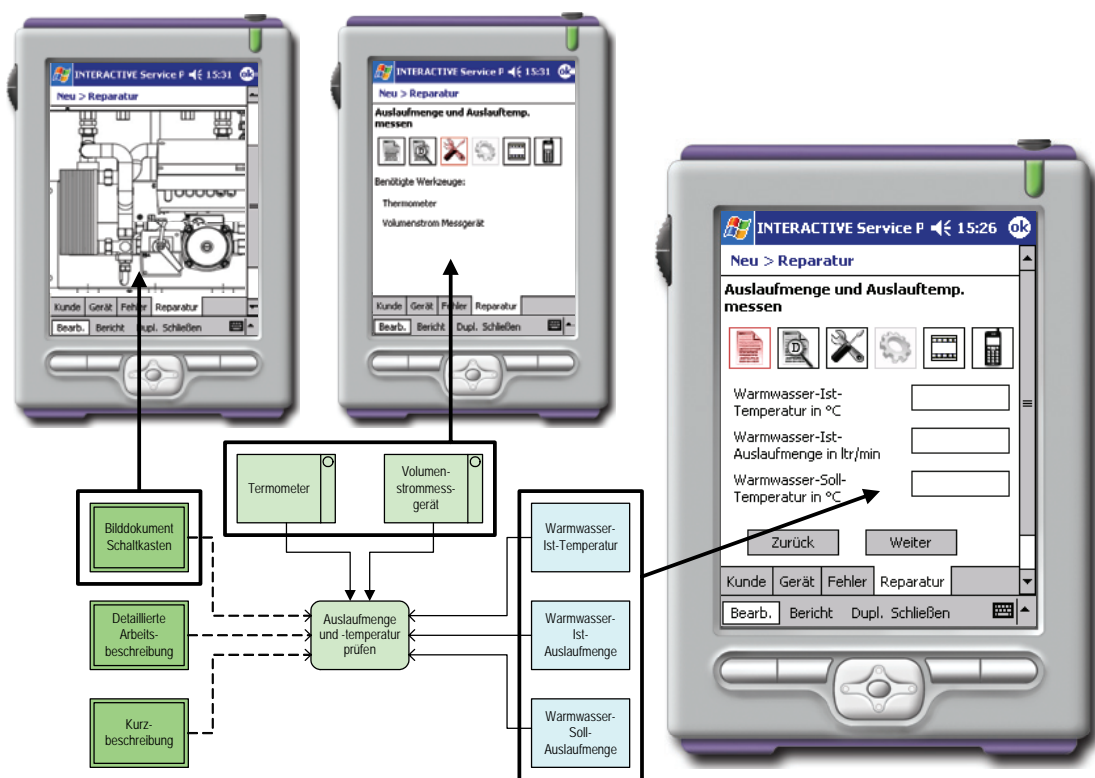 INTERACTIVE Service P 15:31 ok
Neu > Reparatur
Kunde Gerät Fehler Reparatur
Bearb. Bericht Dupl. Schließen
INTERACTIVE Service P 15:31 ok
Neu > Reparatur
Auslaufmenge und Auslauftemp.
messen
D
Benötigte Werkzeuge:
Thermometer
Volumenstrom Messgerät
Kunde Gerät Fehler Reparatur
Bearb. Bericht Dupl. Schließen
INTERACTIVE Service P 15:26 ok
Neu > Reparatur
Auslaufmenge und Auslauftemp.
messen
D
Warmwasser-Ist-
Temperatur in °C
Warmwasser-Ist-
Auslaufmenge in ltr/min
Warmwasser-Soll-
Temperatur in °C
Zurück Weiter
Kunde Gerät Fehler Reparatur
Bearb. Bericht Dupl. Schließen
Termometer
Volumen-
strommess-
gerät
Bilddokument
Schaltkasten
Detaillierte
Arbeits-
beschreibung
Kurz-
beschreibung
Auslaufmenge
und -temperatur
prüfen
Warmwasser-
Ist-Temperatur
Warmwasser-
Ist-
Auslaufmenge
Warmwasser-
Soll-
Auslaufmenge